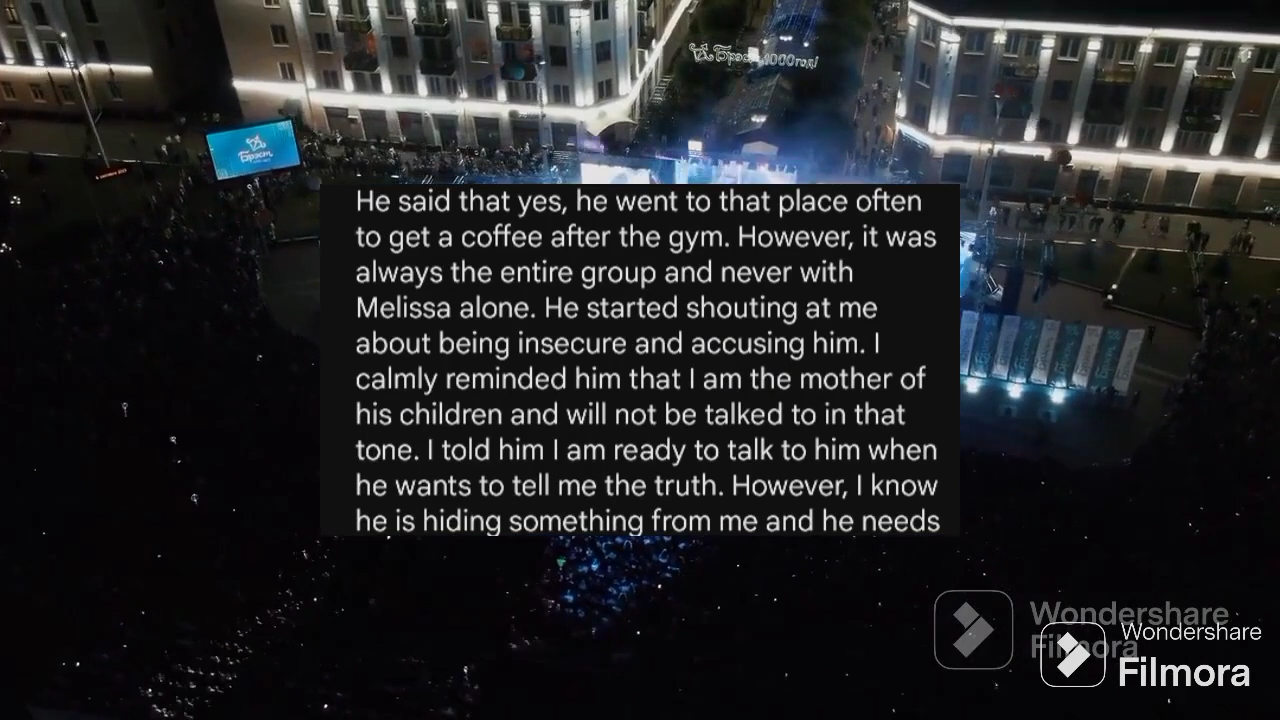 Брэст 1000год!
Брэст
He said that yes, he went to that place often
to get a coffee after the gym. However, it was
always the entire group and never with
Melissa alone. He started shouting at me
about being insecure and accusing him. I
calmly reminded him that I am the mother of
his children and will not be talked to in that
tone. I told him I am ready to talk to him when
he wants to tell me the truth. However, I know
he is hiding something from me and he needs
Wondershare
Filmora
Wondershare
Filmora